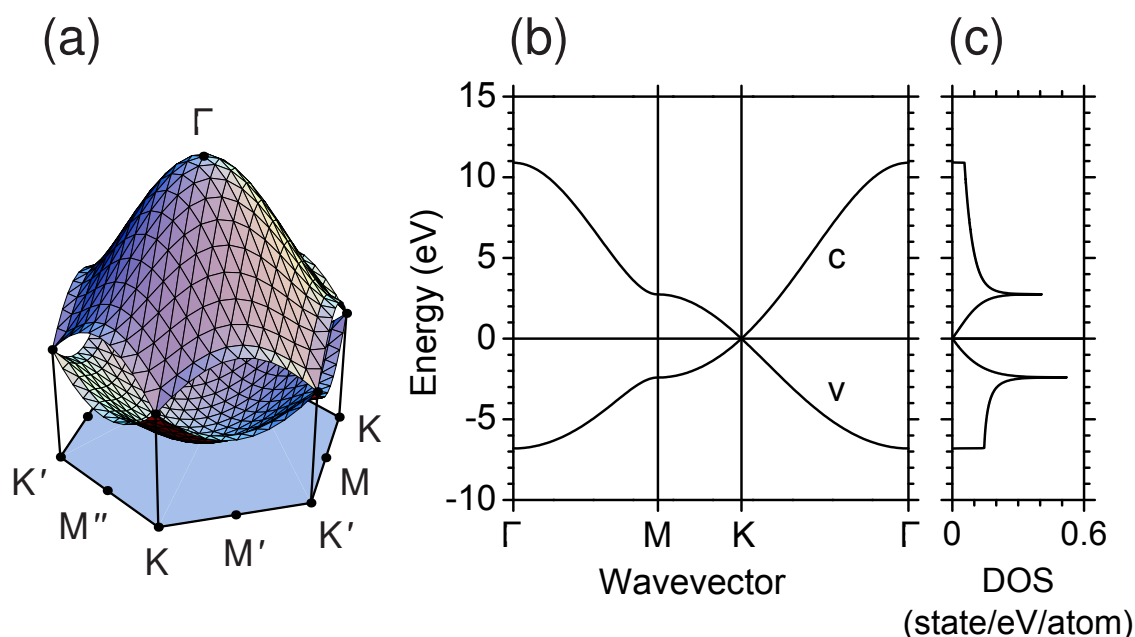 (a)
Γ
K
M
K′
M′
K
M″
K′
(b)
Energy (eV)
15
10
5
0
-5
-10
c
v
Γ
M
K
Γ
Wavevector
(c)
0
0.6
DOS
(state/eV/atom)